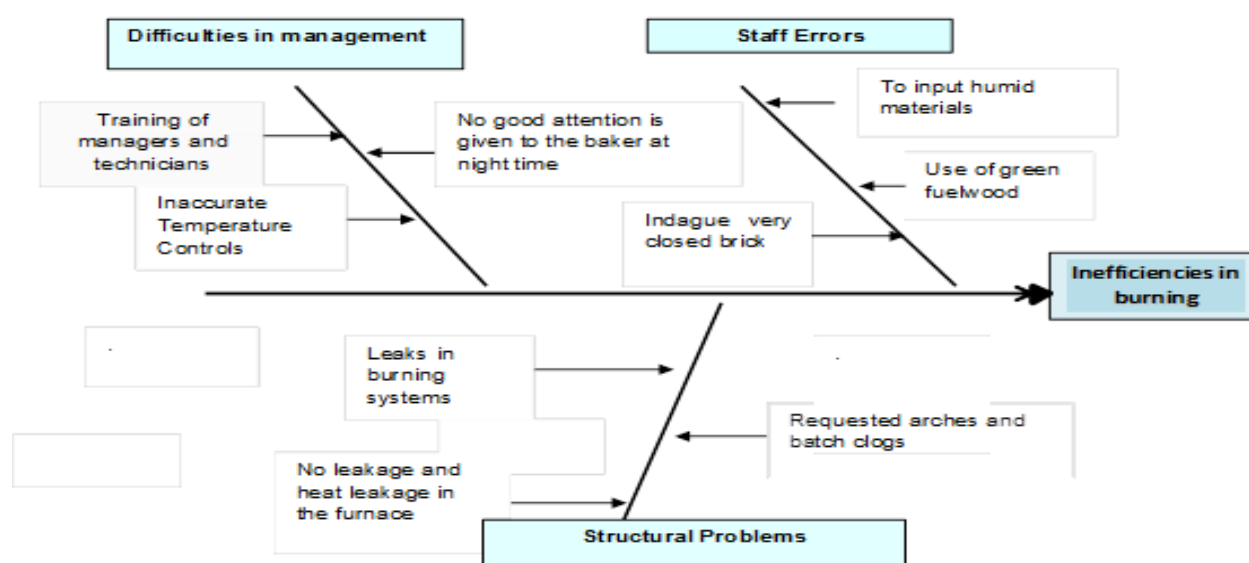 Difficulties in management
Staff Errors
To input humid
materials
Training of
managers and
technicians
No good attention is
given to the baker at
night time
Use of green
fuelwood
Inaccurate
Temperature
Controls
Indague very
closed brick
Inefficiencies in
burning
.
.
Leaks in
burning
systems
Requested arches and
batch clogs
No leakage and
heat leakage in
the furnace
Structural Problems